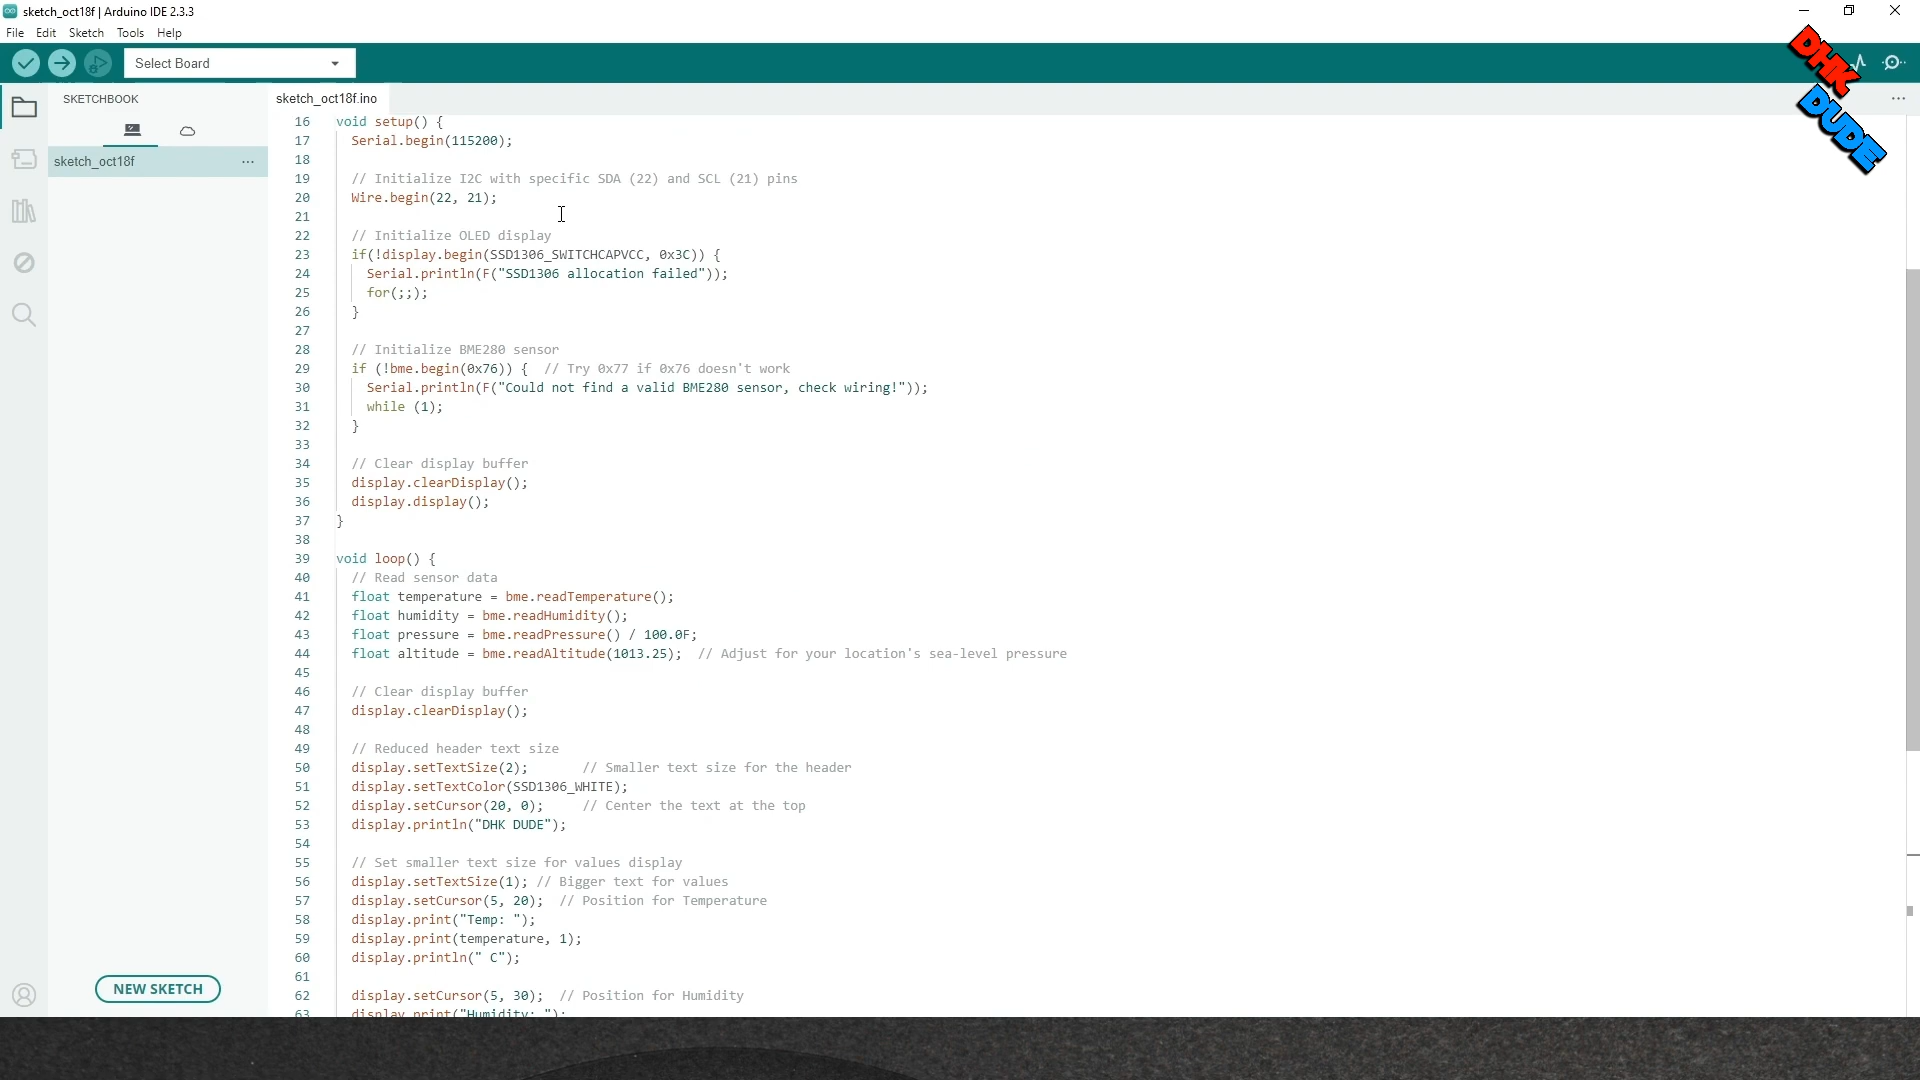 sketch_oct18f | Arduino IDE 2.3.3
File Edit Sketch Tools Help
Select Board
DHK
DUDE
SKETCHBOOK
sketch_oct18f.ino
sketch_oct18f
16 void setup() {
17 Serial.begin(115200);
18
19 // Initialize I2C with specific SDA (22) and SCL (21) pins
20 Wire.begin(22, 21);
21
22 // Initialize OLED display
23 if(!display.begin(SSD1306_SWITCHCAPVCC, 0x3C)) {
24 Serial.println(F("SSD1306 allocation failed"));
25 for(;;);
26 }
27
28 // Initialize BME280 sensor
29 if (!bme.begin(0x76)) { // Try 0x77 if 0x76 doesn't work
30 Serial.println(F("Could not find a valid BME280 sensor, check wiring!"));
31 while (1);
32 }
33
34 // Clear display buffer
35 display.clearDisplay();
36 display.display();
37 }
38
39 void loop() {
40 // Read sensor data
41 float temperature = bme.readTemperature();
42 float humidity = bme.readHumidity();
43 float pressure = bme.readPressure() / 100.0F;
44 float altitude = bme.readAltitude(1013.25); // Adjust for your location's sea-level pressure
45
46 // Clear display buffer
47 display.clearDisplay();
48
49 // Reduced header text size
50 display.setTextSize(2); // Smaller text size for the header
51 display.setTextColor(SSD1306_WHITE);
52 display.setCursor(20, 0); // Center the text at the top
53 display.println("DHK DUDE");
54
55 // Set smaller text size for values display
56 display.setTextSize(1); // Bigger text for values
57 display.setCursor(5, 20); // Position for Temperature
58 display.print("Temp: ");
59 display.print(temperature, 1);
60 display.println(" C");
61
62 display.setCursor(5, 30); // Position for Humidity
63 display.print("Humidity: ");
NEW SKETCH